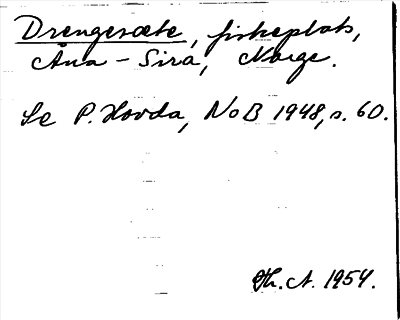 Drengesæte, fiskeplats,
Åna-Sira, Norge.
Se P. Hovda, NoB 1948, s. 60.
Th. A. 1954.